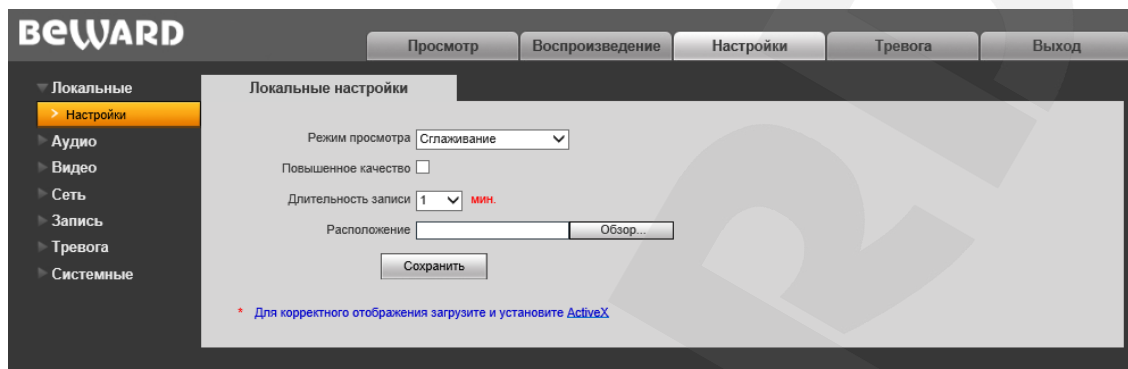 BEWARD
Просмотр Воспроизведение Настройки Тревога Выход
Локальные
Настройки
Аудио
Видео
Сеть
Запись
Тревога
Системные
Локальные настройки
Режим просмотра Сглаживание
Повышенное качество
Длительность записи 1 мин.
Расположение Обзор...
Сохранить
* Для корректного отображения загрузите и установите ActiveX